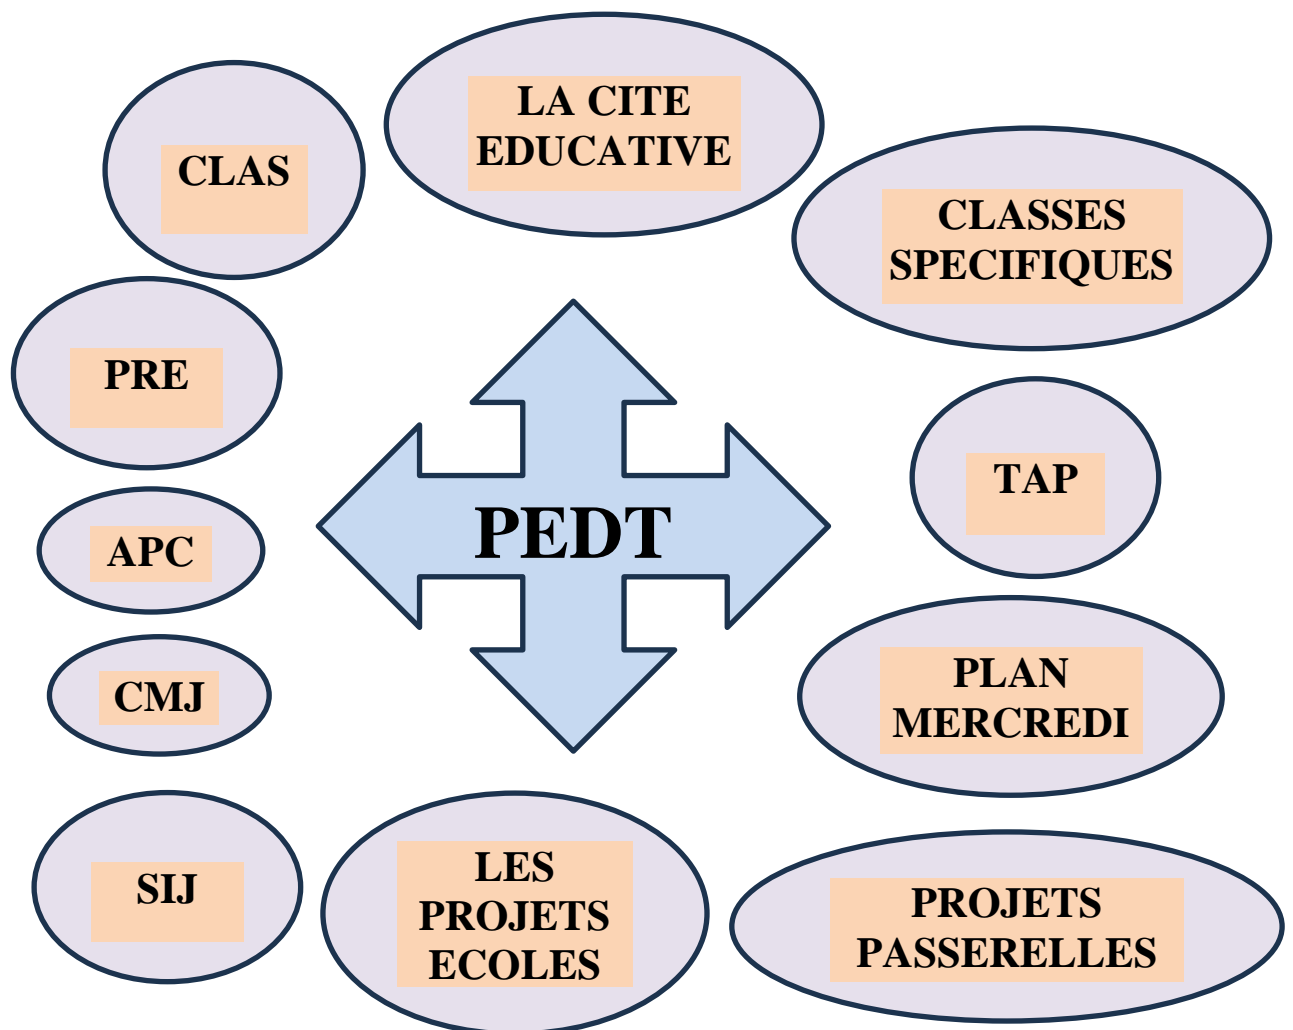 LA CITE
EDUCATIVE
CLAS
CLASSES
SPECIFIQUES
PRE
TAP
PEDT
APC
PLAN
MERCREDI
CMJ
SIJ
LES
PROJETS
ECOLES
PROJETS
PASSERELLES